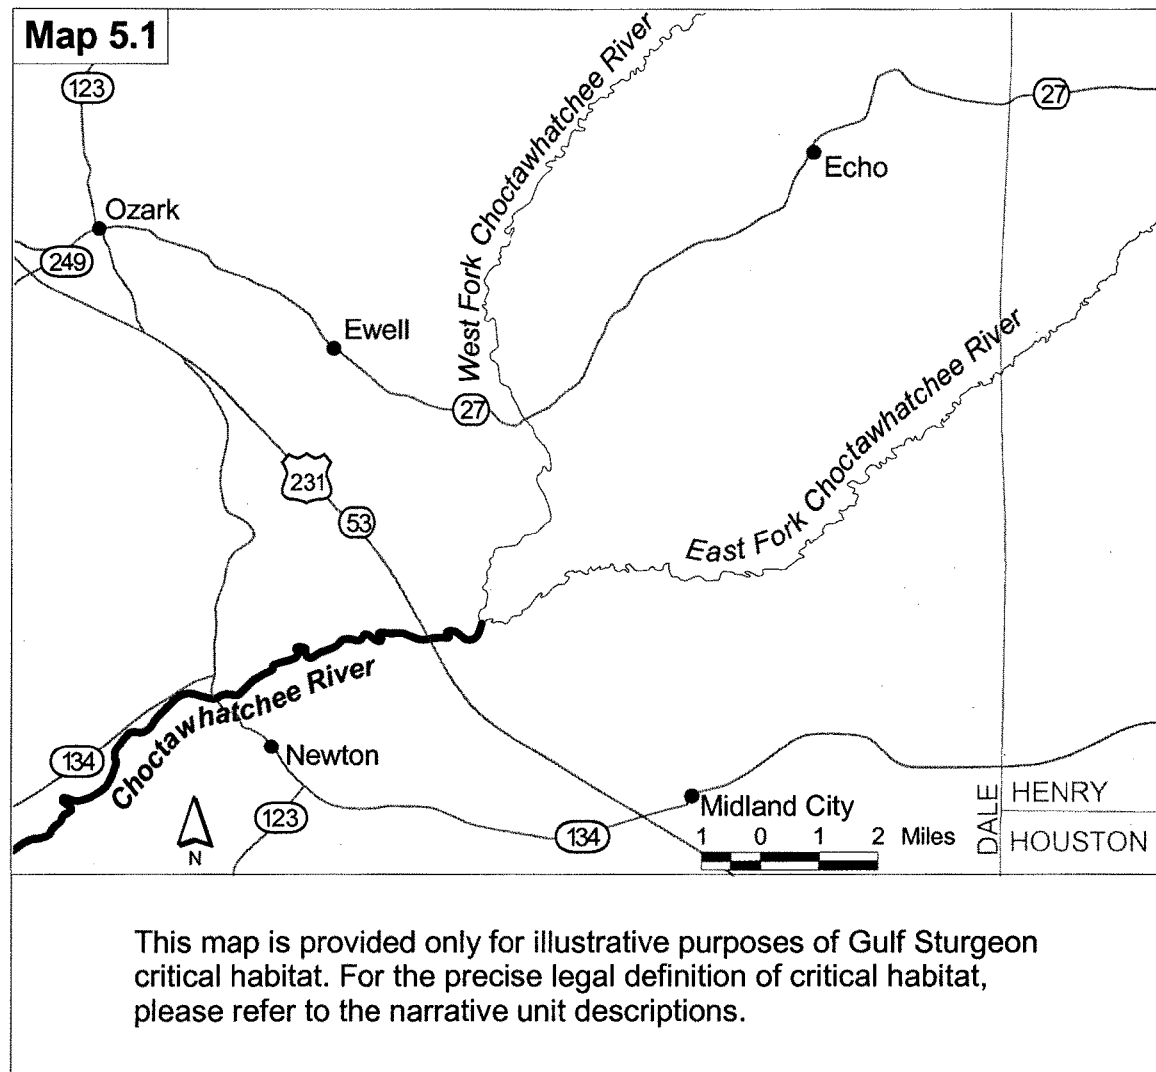 Map 5.1
123
West Fork Choctawhatchee River
27
Echo
Ozark
249
Ewell
27
East Fork Choctawhatchee River
231
53
Choctawhatchee River
134
Newton
123
N
134
Midland City
1 0 1 2 Miles
DALE
HENRY
HOUSTON
This map is provided only for illustrative purposes of Gulf Sturgeon
critical habitat. For the precise legal definition of critical habitat,
please refer to the narrative unit descriptions.